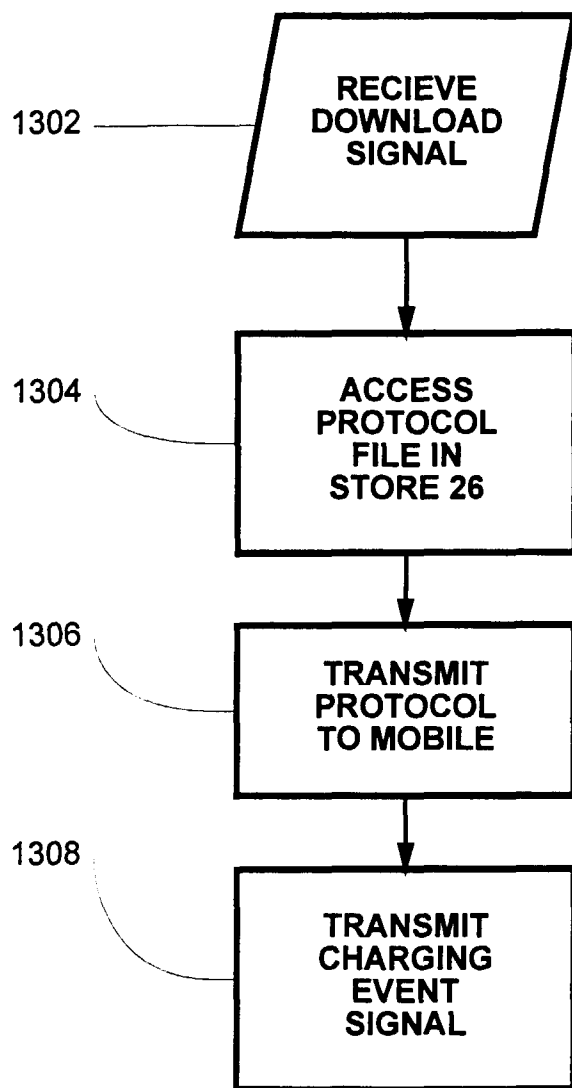 1302
RECIEVE
DOWNLOAD
SIGNAL
1304
ACCESS
PROTOCOL
FILE IN
STORE 26
1306
TRANSMIT
PROTOCOL
TO MOBILE
1308
TRANSMIT
CHARGING
EVENT
SIGNAL